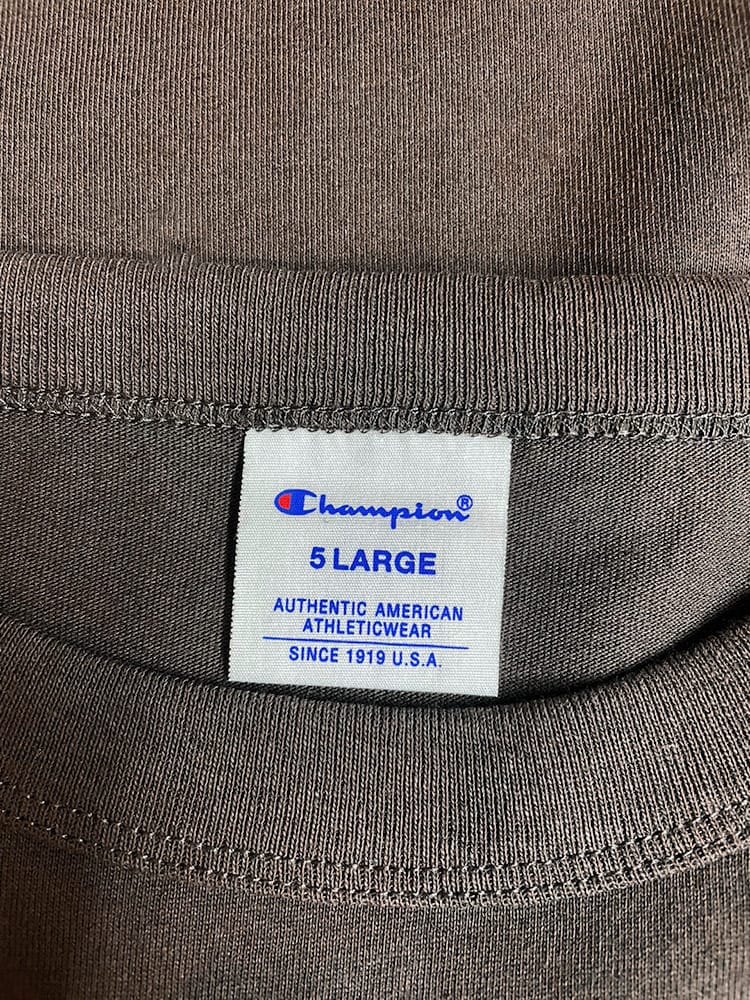 Champion®
5 LARGE
AUTHENTIC AMERICAN
ATHLETICWEAR
SINCE 1919 U.S.A.